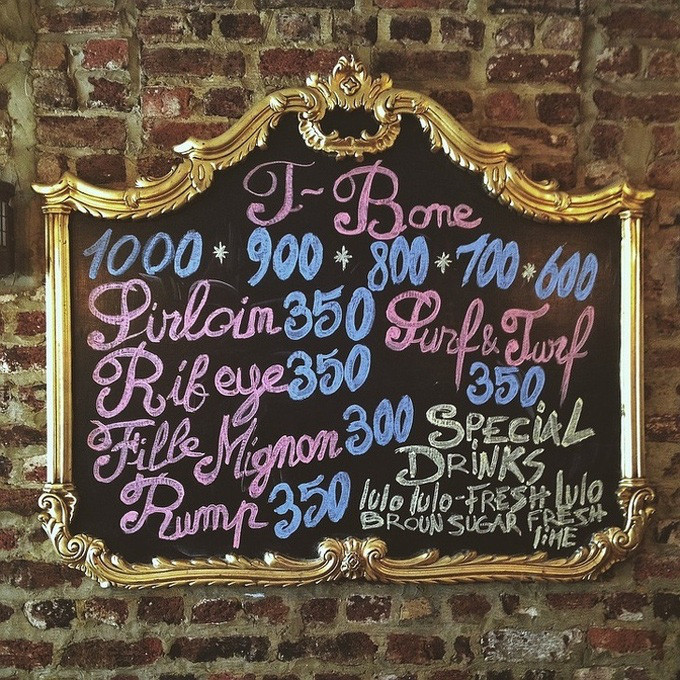 T-Bone
1000 * 900 * 800 * 700 * 600
Sirloin 350
Surf & Turf
350
Rib eye 350
Fille Mignon 300
Rump 350
SPECiAL
DRiNKS
lulo lulo - FRESH lulo
BROUN SUGAR FRESH
liME